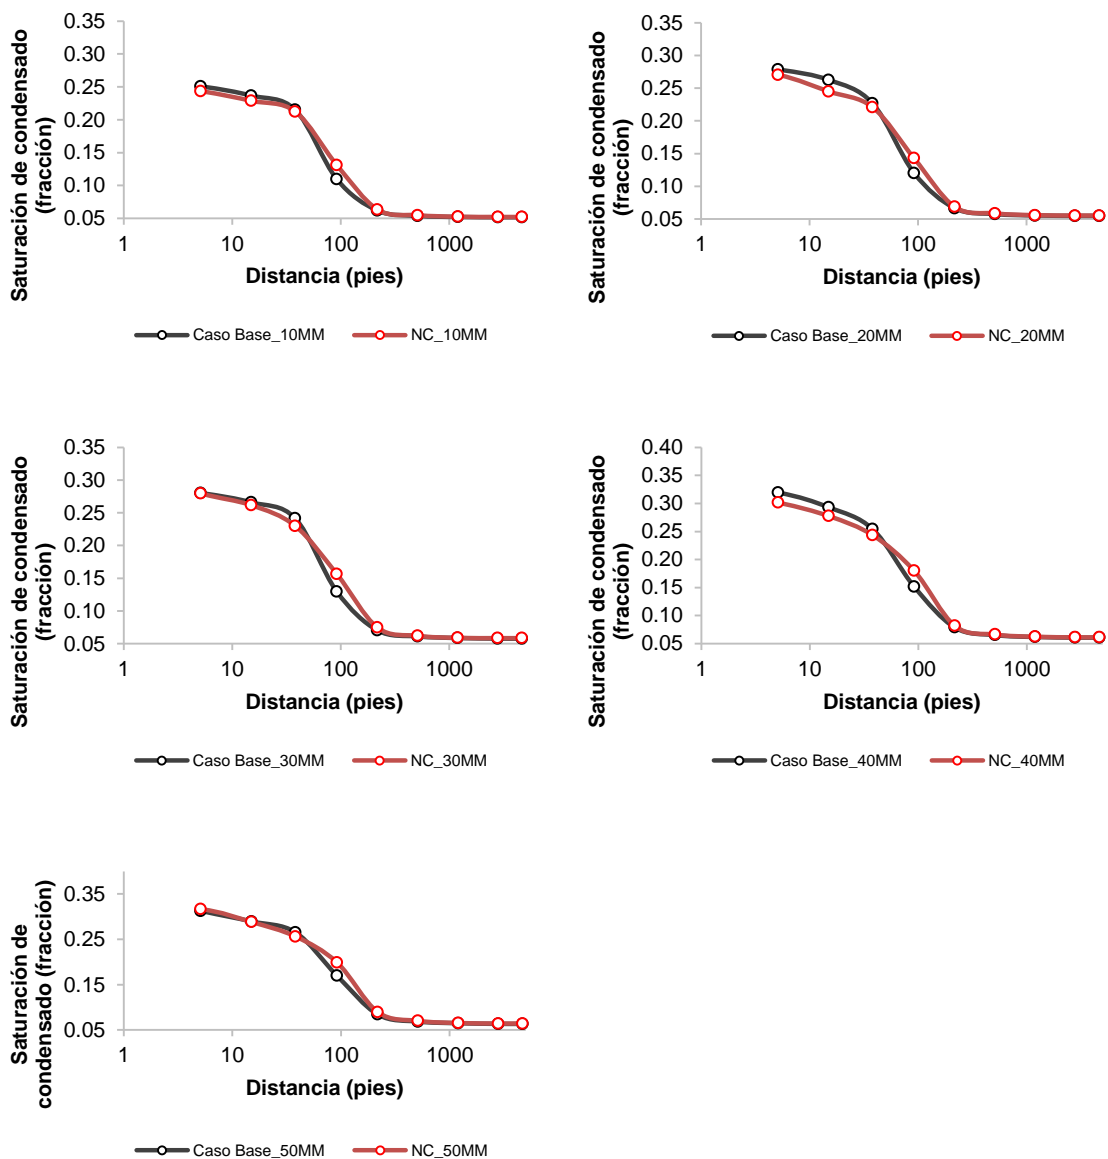 Saturación de condensado
(fracción)
0.35
0.30
0.25
0.20
0.15
0.10
0.05
1 10 100 1000
Distancia (pies)
Caso Base_10MM NC_10MM
Saturación de condensado
(fracción)
0.35
0.30
0.25
0.20
0.15
0.10
0.05
1 10 100 1000
Distancia (pies)
Caso Base_20MM NC_20MM
Saturación de condensado
(fracción)
0.35
0.30
0.25
0.20
0.15
0.10
0.05
1 10 100 1000
Distancia (pies)
Caso Base_30MM NC_30MM
Saturación de condensado
(fracción)
0.40
0.35
0.30
0.25
0.20
0.15
0.10
0.05
1 10 100 1000
Distancia (pies)
Caso Base_40MM NC_40MM
Saturación de
condensado (fracción)
0.35
0.25
0.15
0.05
1 10 100 1000
Distancia (pies)
Caso Base_50MM NC_50MM